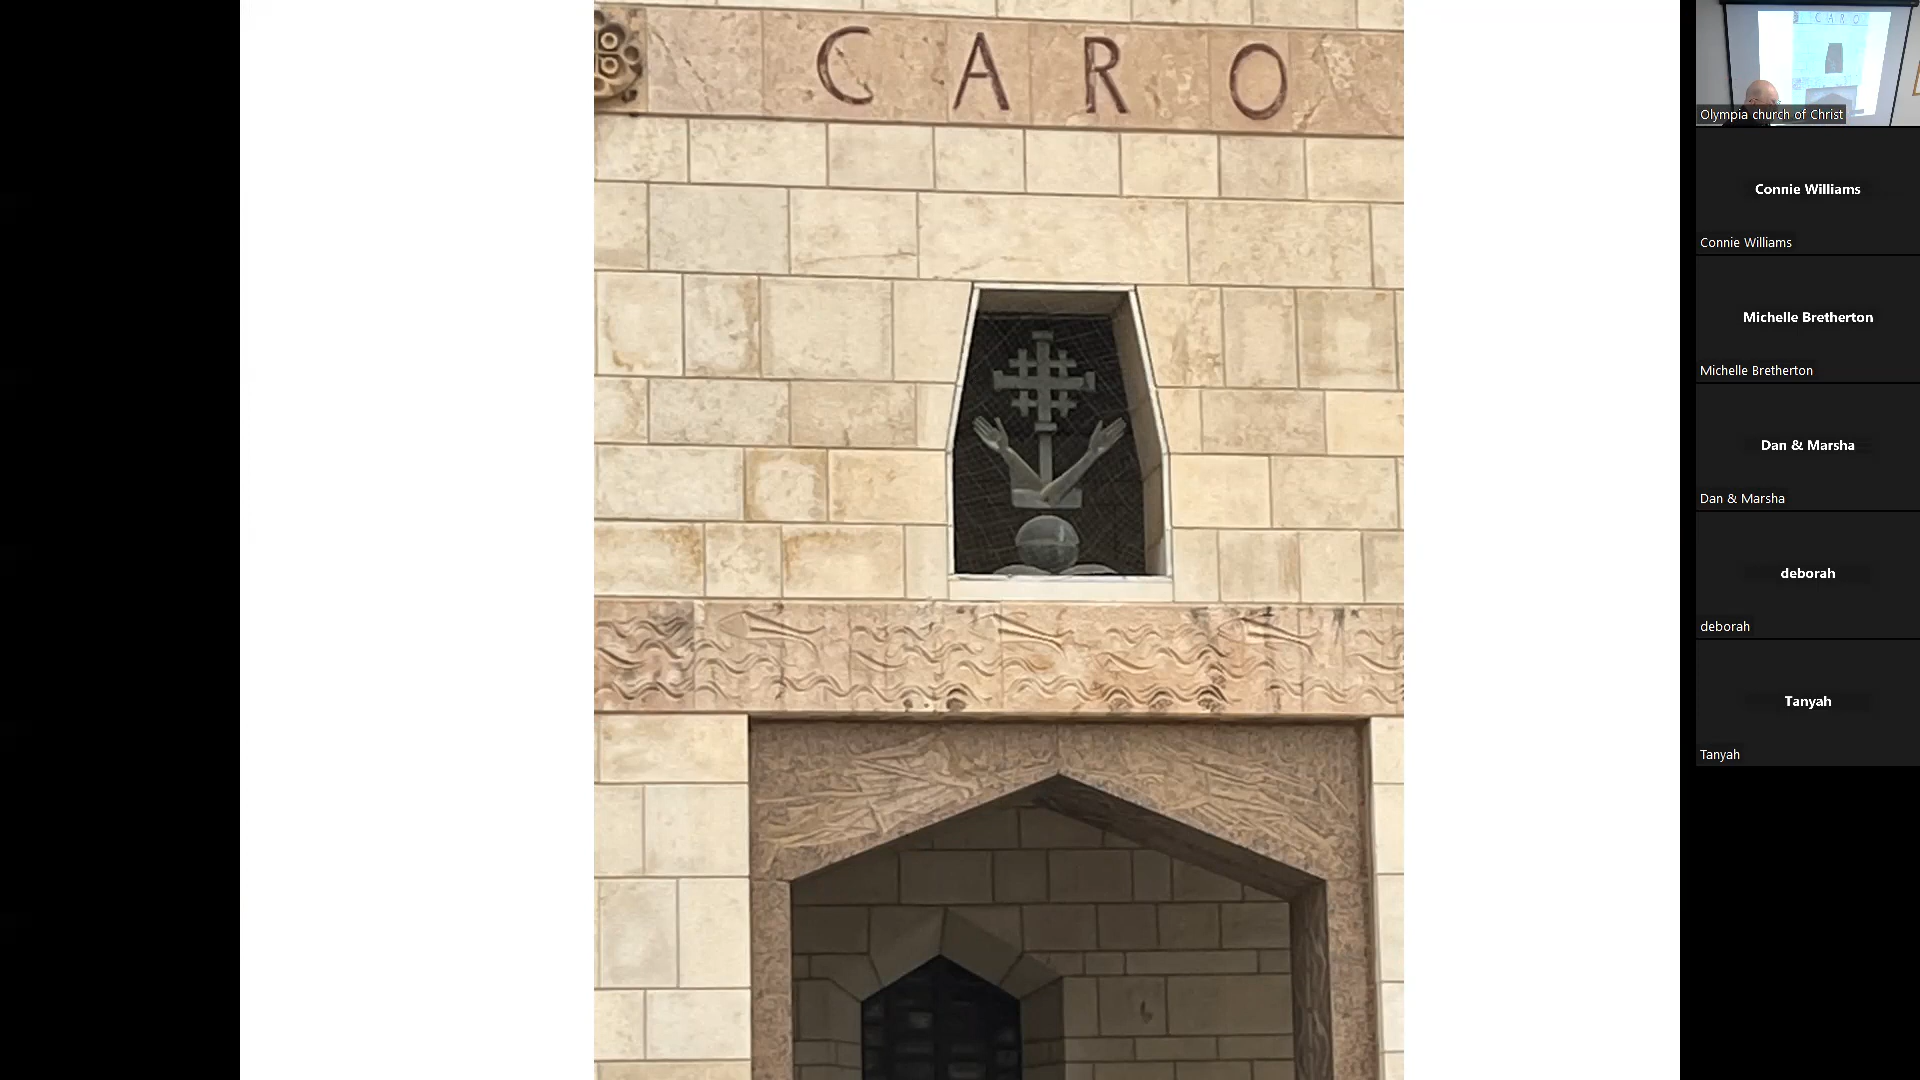 CARO
Olympia church of Christ
Connie Williams
Connie Williams
Michelle Bretherton
Michelle Bretherton
Dan & Marsha
Dan & Marsha
deborah
deborah
Tanyah
Tanyah
CARO